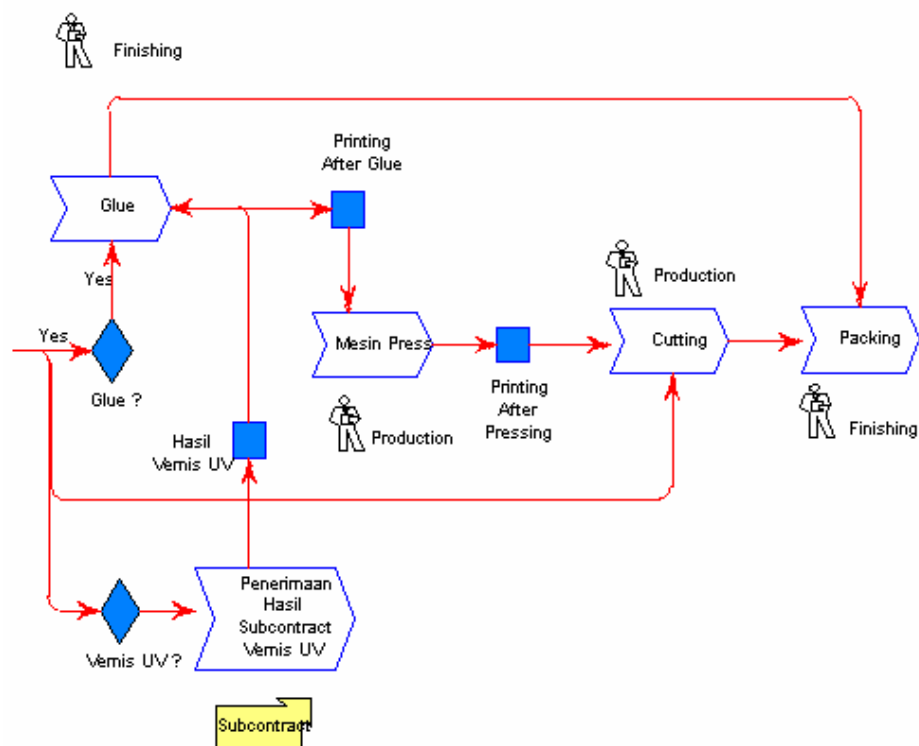 Finishing
Printing
After Glue
Glue
Yes
Production
Yes
Mesin Press
Cutting
Packing
Glue ?
Printing
After
Pressing
Production
Finishing
Hasil
Vernis UV
Penerimaan
Hasil
Subcontract
Vernis UV
Vernis UV ?
Subcontract